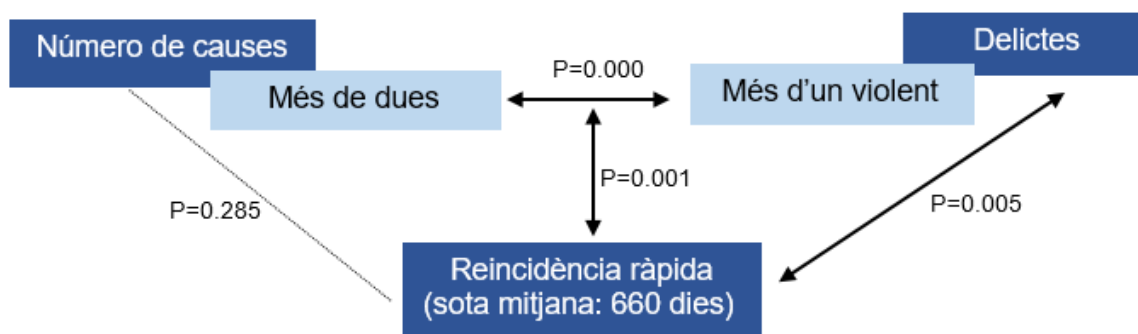 Número de causes
Més de dues
P=0.000
Delictes
Més d'un violent
P=0.001
P=0.285
P=0.005
Reincidència ràpida
(sota mitjana: 660 dies)